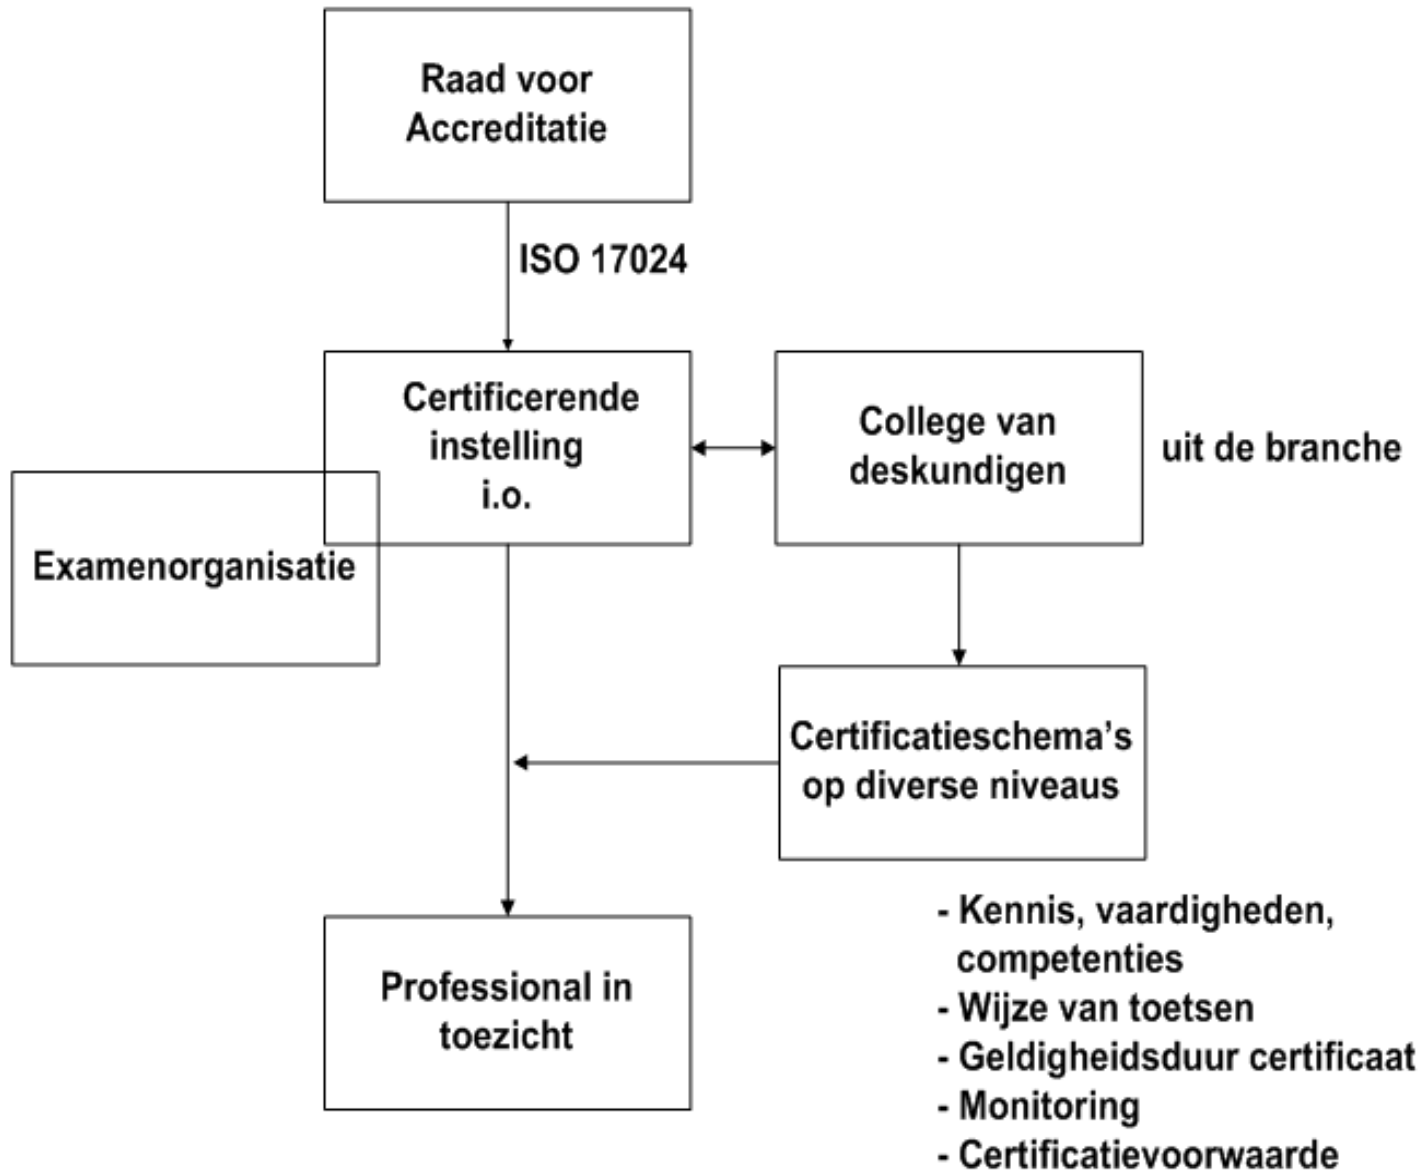 Raad voor
Accreditatie
ISO 17024
Certificerende
instelling
i.o.
College van
deskundigen
uit de branche
Examenorganisatie
Certificatieschema’s
op diverse niveaus
Professional in
toezicht
- Kennis, vaardigheden,
competenties
- Wijze van toetsen
- Geldigheidsduur certificaat
- Monitoring
- Certificatievoorwaarde